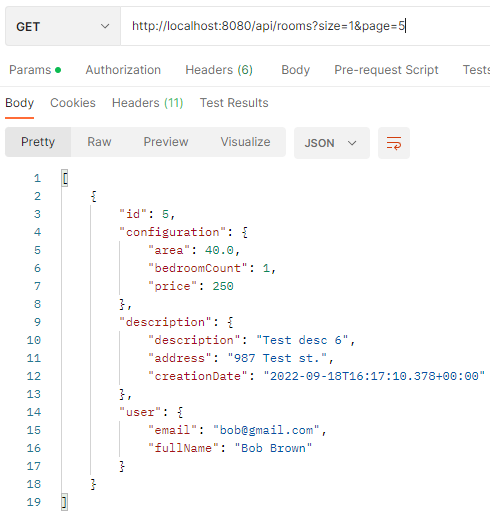 GET http://localhost:8080/api/rooms?size=1&page=5
Params Authorization Headers (6) Body Pre-request Script Tests
Body Cookies Headers (11) Test Results
Pretty Raw Preview Visualize JSON
1 [
2 {
3 "id": 5,
4 "configuration": {
5 "area": 40.0,
6 "bedroomCount": 1,
7 "price": 250
8 },
9 "description": {
10 "description": "Test desc 6",
11 "address": "987 Test st.",
12 "creationDate": "2022-09-18T16:17:10.378+00:00"
13 },
14 "user": {
15 "email": "bob@gmail.com",
16 "fullName": "Bob Brown"
17 }
18 }
19 ]